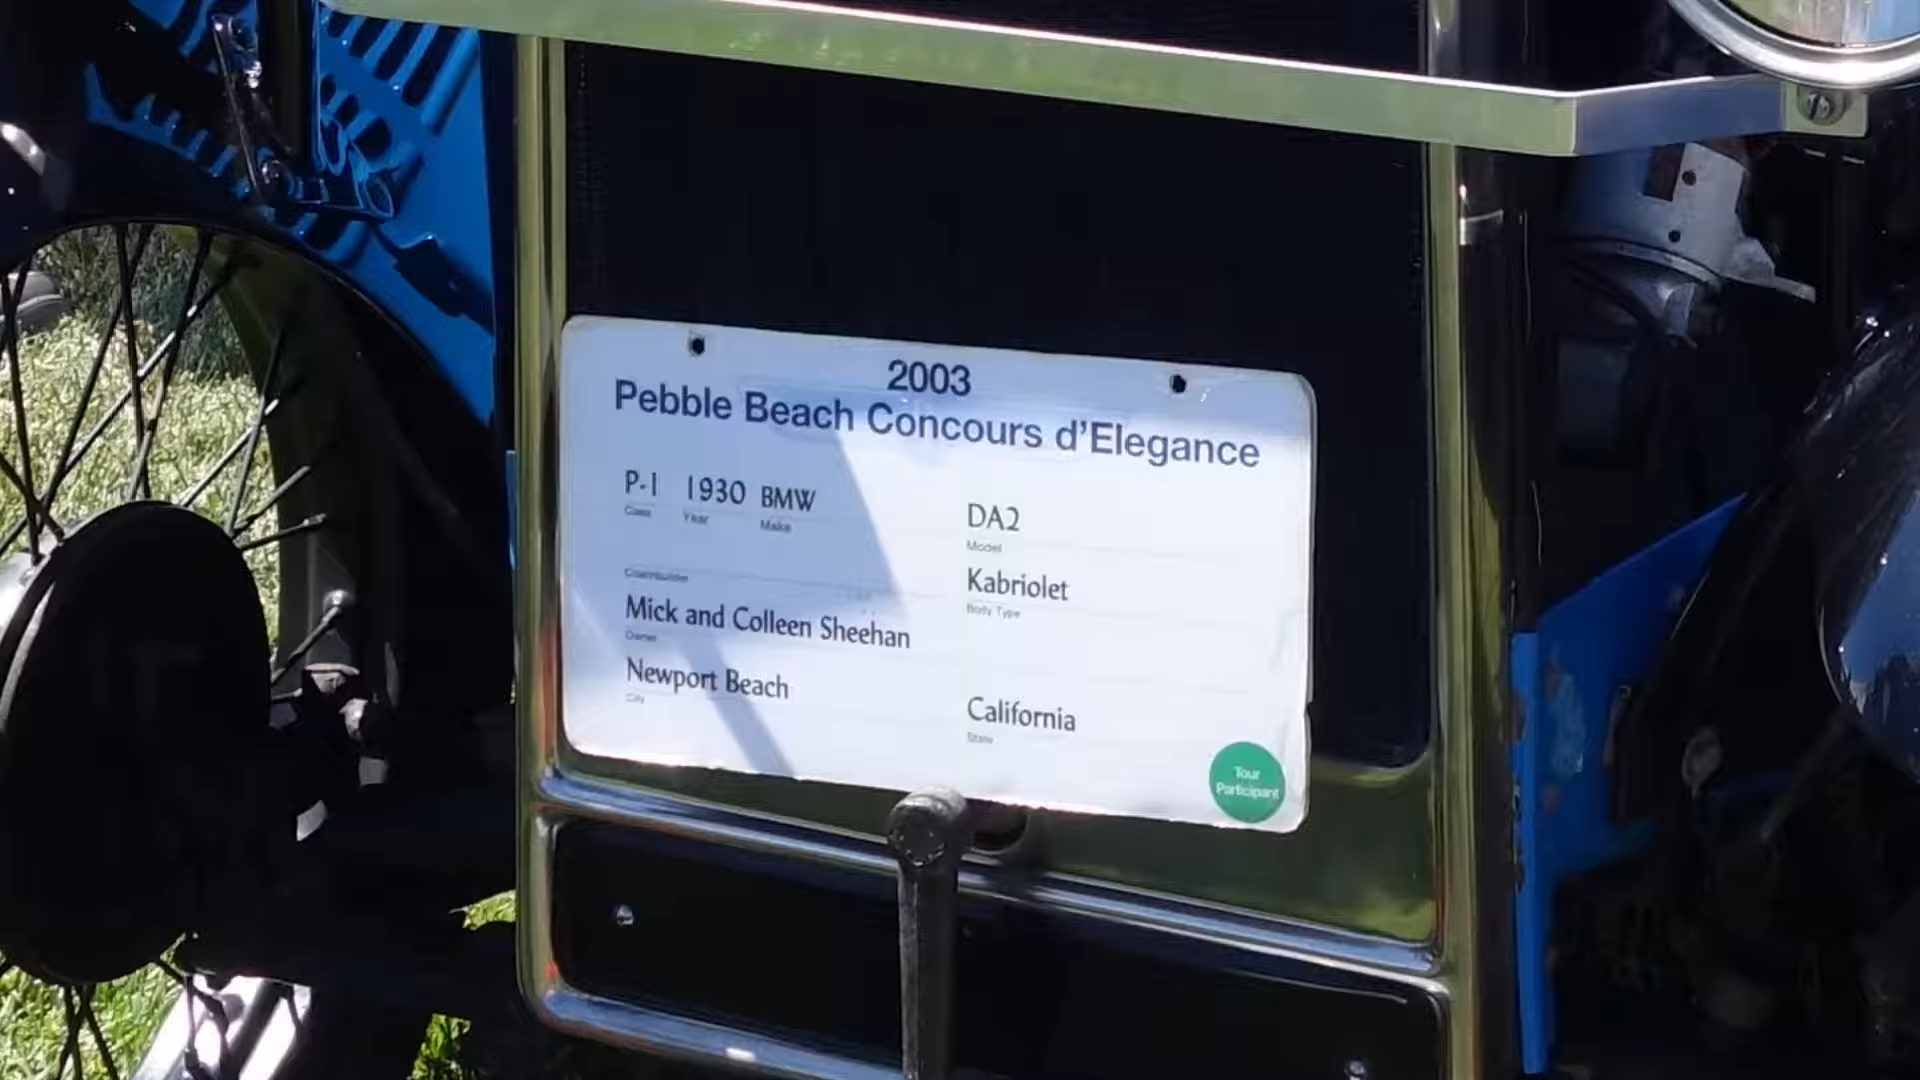 2003
Pebble Beach Concours d'Elegance
P-1 1930 BMW
Class Year Make
DA2
Model
Kabriolet
Body Type
Coachbuilder
Mick and Colleen Sheehan
Owner
Newport Beach
City
California
State
Tour
Participant